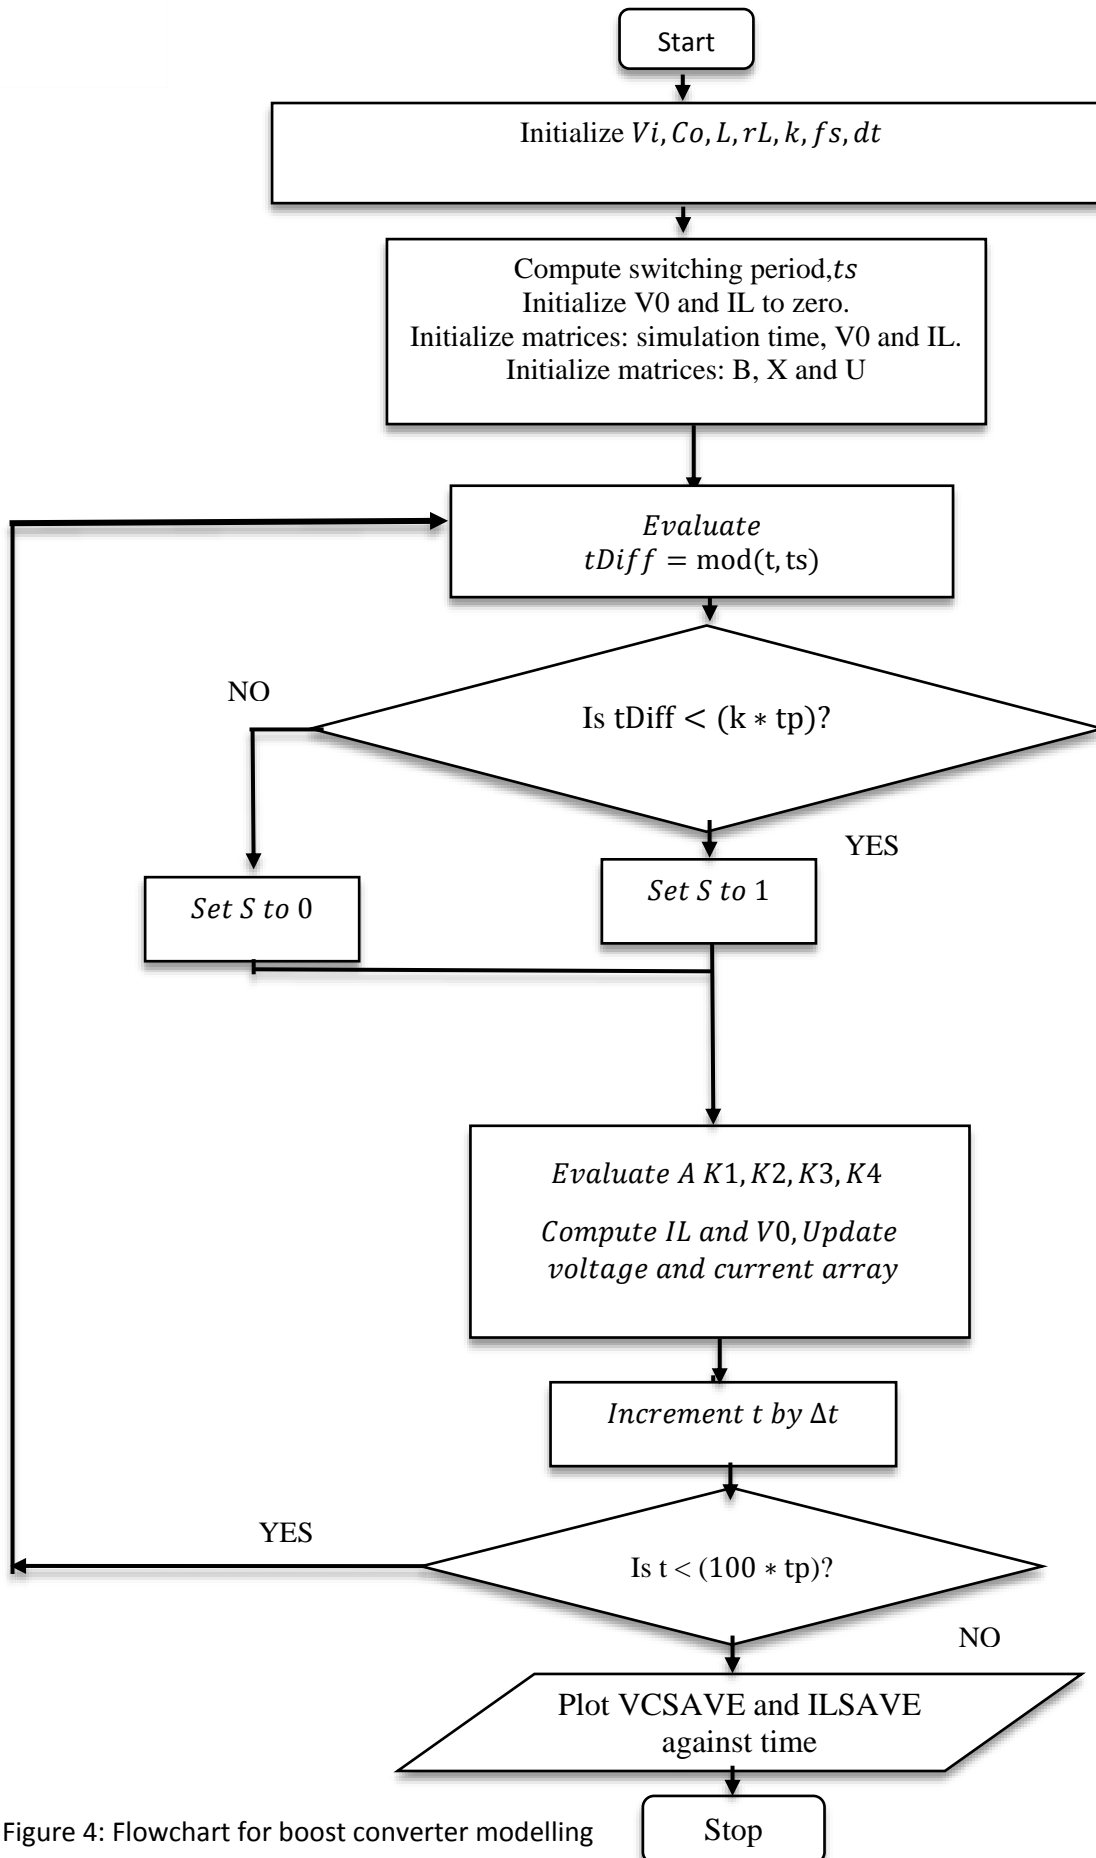 Start
Initialize Vi, Co, L, rL, k, fs, dt
Compute switching period,ts
Initialize V0 and IL to zero.
Initialize matrices: simulation time, V0 and IL.
Initialize matrices: B, X and U
Evaluate
tDiff = mod(t, ts)
NO
Is tDiff < (k * tp)?
YES
Set S to 0
Set S to 1
Evaluate A K1, K2, K3, K4
Compute IL and V0, Update
voltage and current array
Increment t by Δt
YES
Is t < (100 * tp)?
NO
Plot VCSAVE and ILSAVE
against time
Figure 4: Flowchart for boost converter modelling
Stop